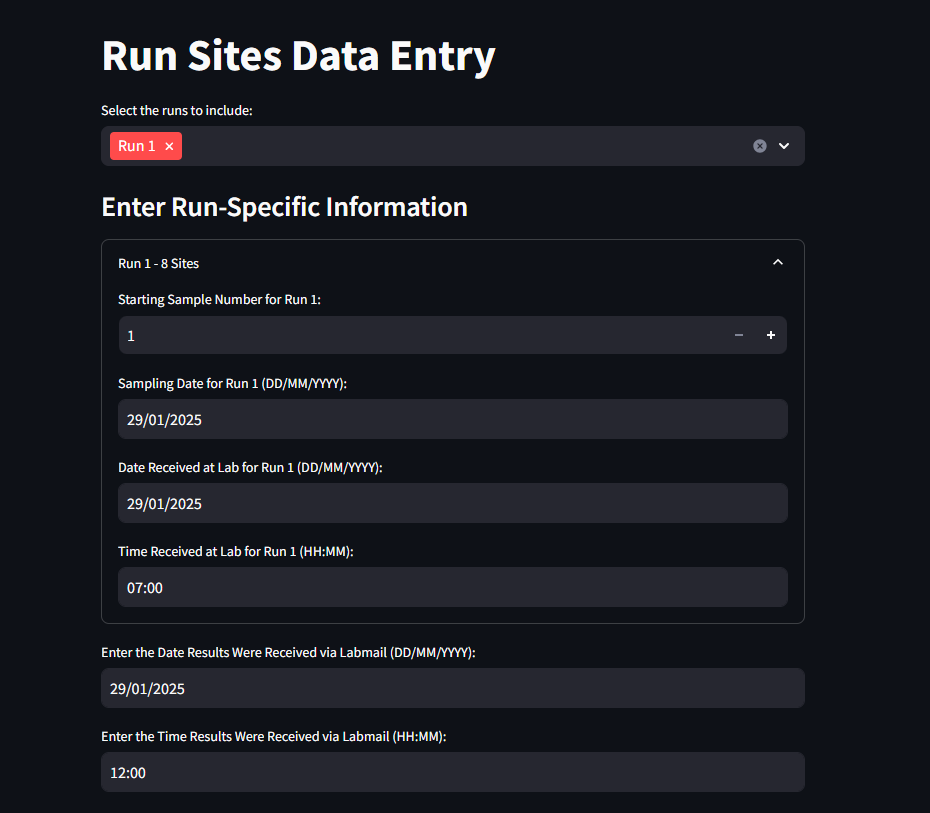 Run Sites Data Entry
Select the runs to include:
Run 1
Enter Run-Specific Information
Run 1 - 8 Sites
Starting Sample Number for Run 1:
1
Sampling Date for Run 1 (DD/MM/YYYY):
29/01/2025
Date Received at Lab for Run 1 (DD/MM/YYYY):
29/01/2025
Time Received at Lab for Run 1 (HH:MM):
07:00
Enter the Date Results Were Received via Labmail (DD/MM/YYYY):
29/01/2025
Enter the Time Results Were Received via Labmail (HH:MM):
12:00